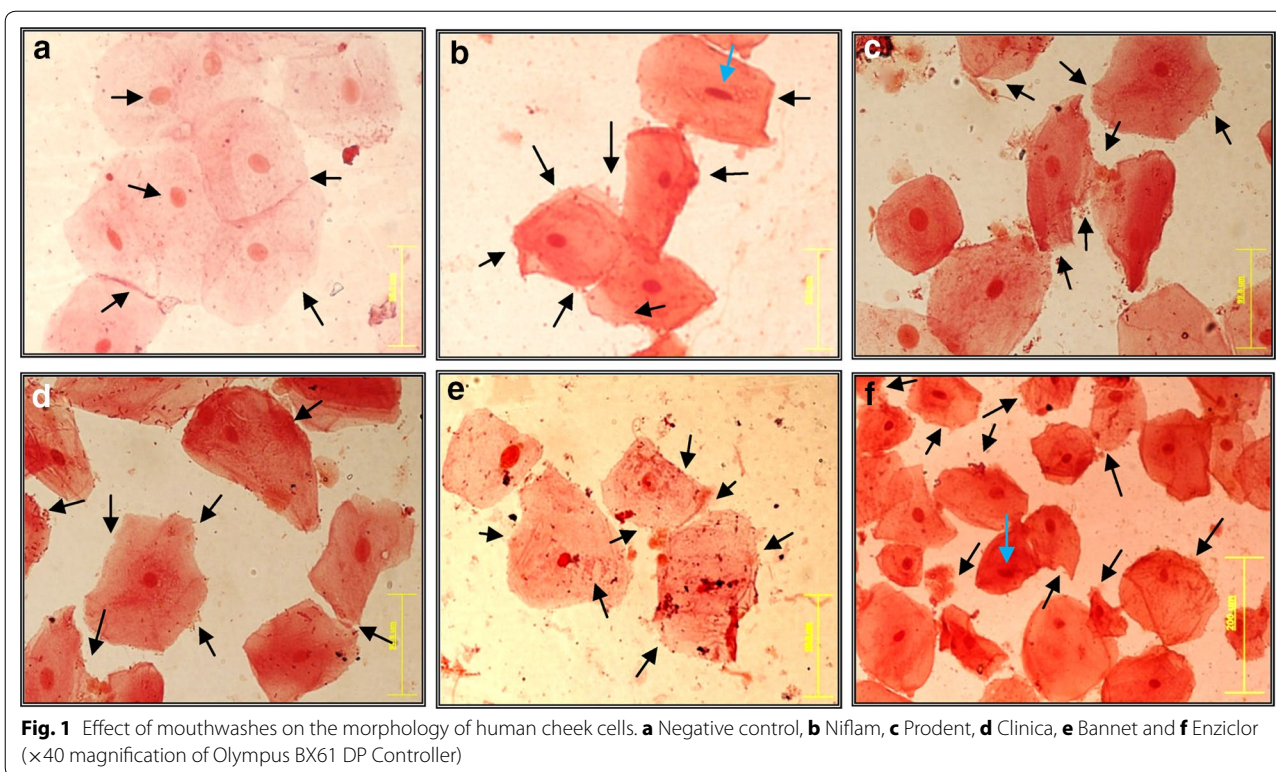 a
b
c
d
e
f
Fig. 1 Effect of mouthwashes on the morphology of human cheek cells. a Negative control, b Niflam, c Prodent, d Clinica, e Bannet and f Enziclor
(×40 magnification of Olympus BX61 DP Controller)